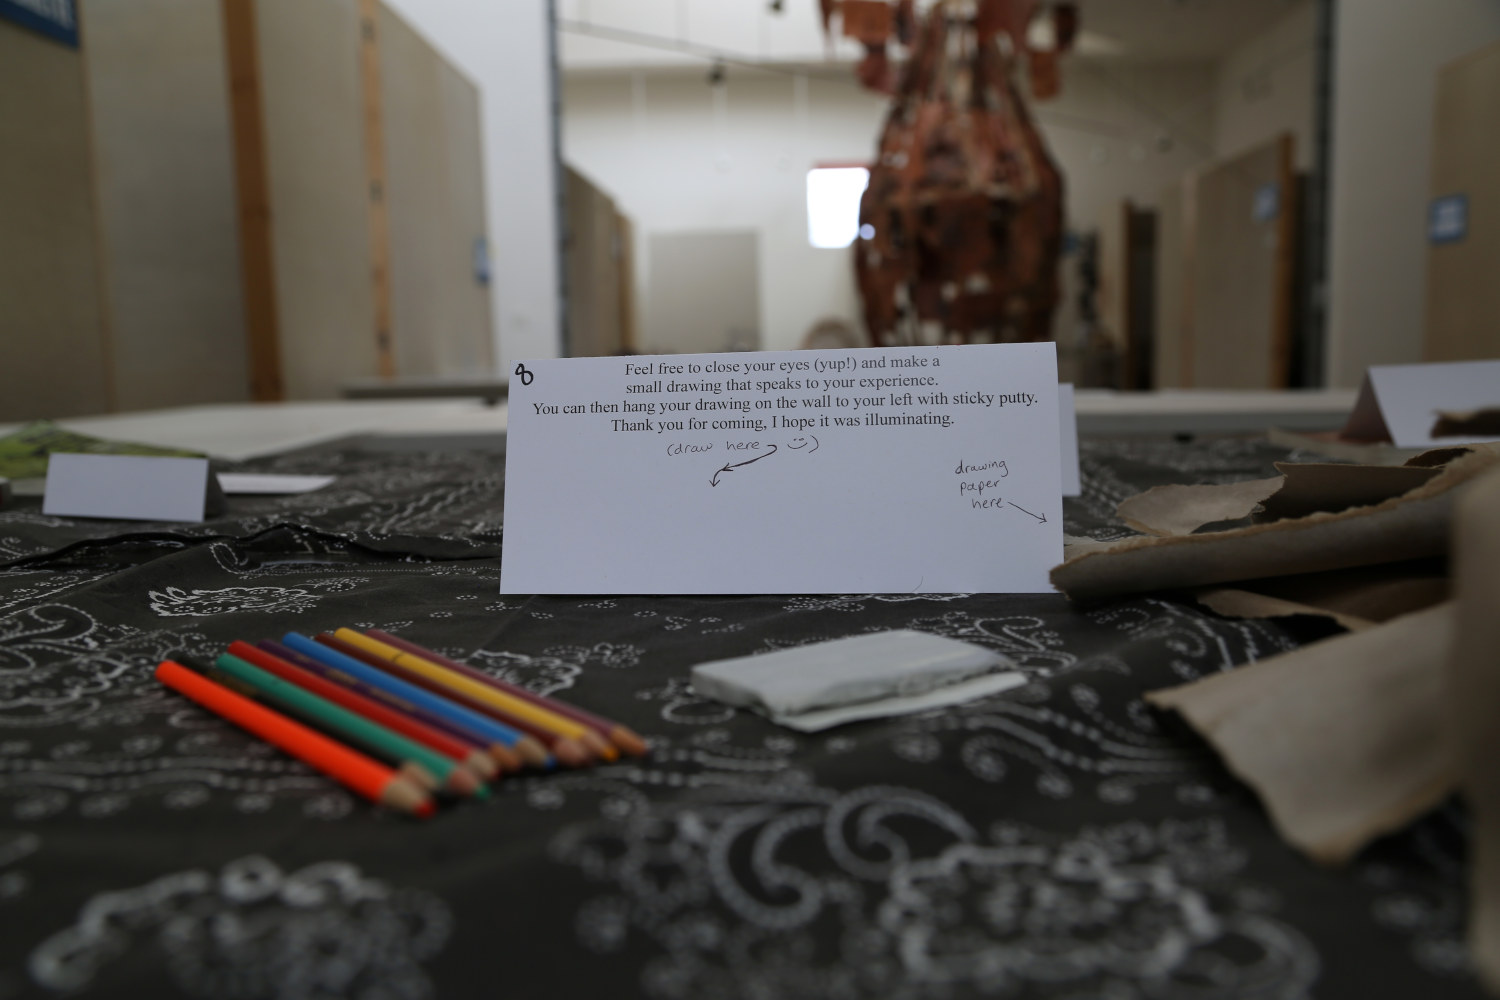 8
Feel free to close your eyes (yup!) and make a
small drawing that speaks to your experience.
You can then hang your drawing on the wall to your left with sticky putty.
Thank you for coming, I hope it was illuminating.
(draw here :))
drawing
paper
here